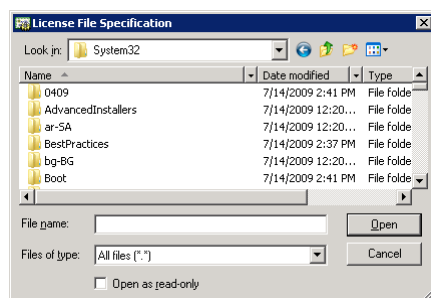 License File Specification
Look in: System32
Name Date modified Type
0409 7/14/2009 2:41 PM File folde
AdvancedInstallers 7/14/2009 12:20... File folde
ar-SA 7/14/2009 12:20... File folde
BestPractices 7/14/2009 2:37 PM File folde
bg-BG 7/14/2009 12:20... File folde
Boot 7/14/2009 2:41 PM File folde
File name: Open
Files of type: All files (*.*) Cancel
Open as read-only